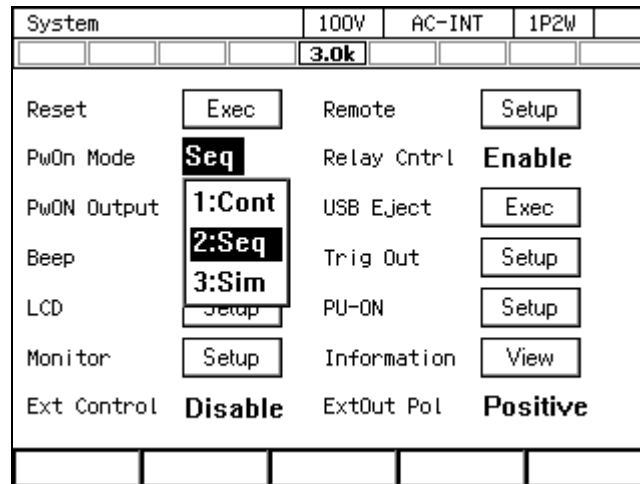 System 100V AC-INT 1P2W
3.0k
Reset Exec Remote Setup
PwOn Mode Seq Relay Cntrl Enable
PwON Output 1:Cont USB Eject Exec
2:Seq
Beep Trig Out Setup
3:Sim
LCD Setup PU-ON Setup
Monitor Setup Information View
Ext Control Disable ExtOut Pol Positive